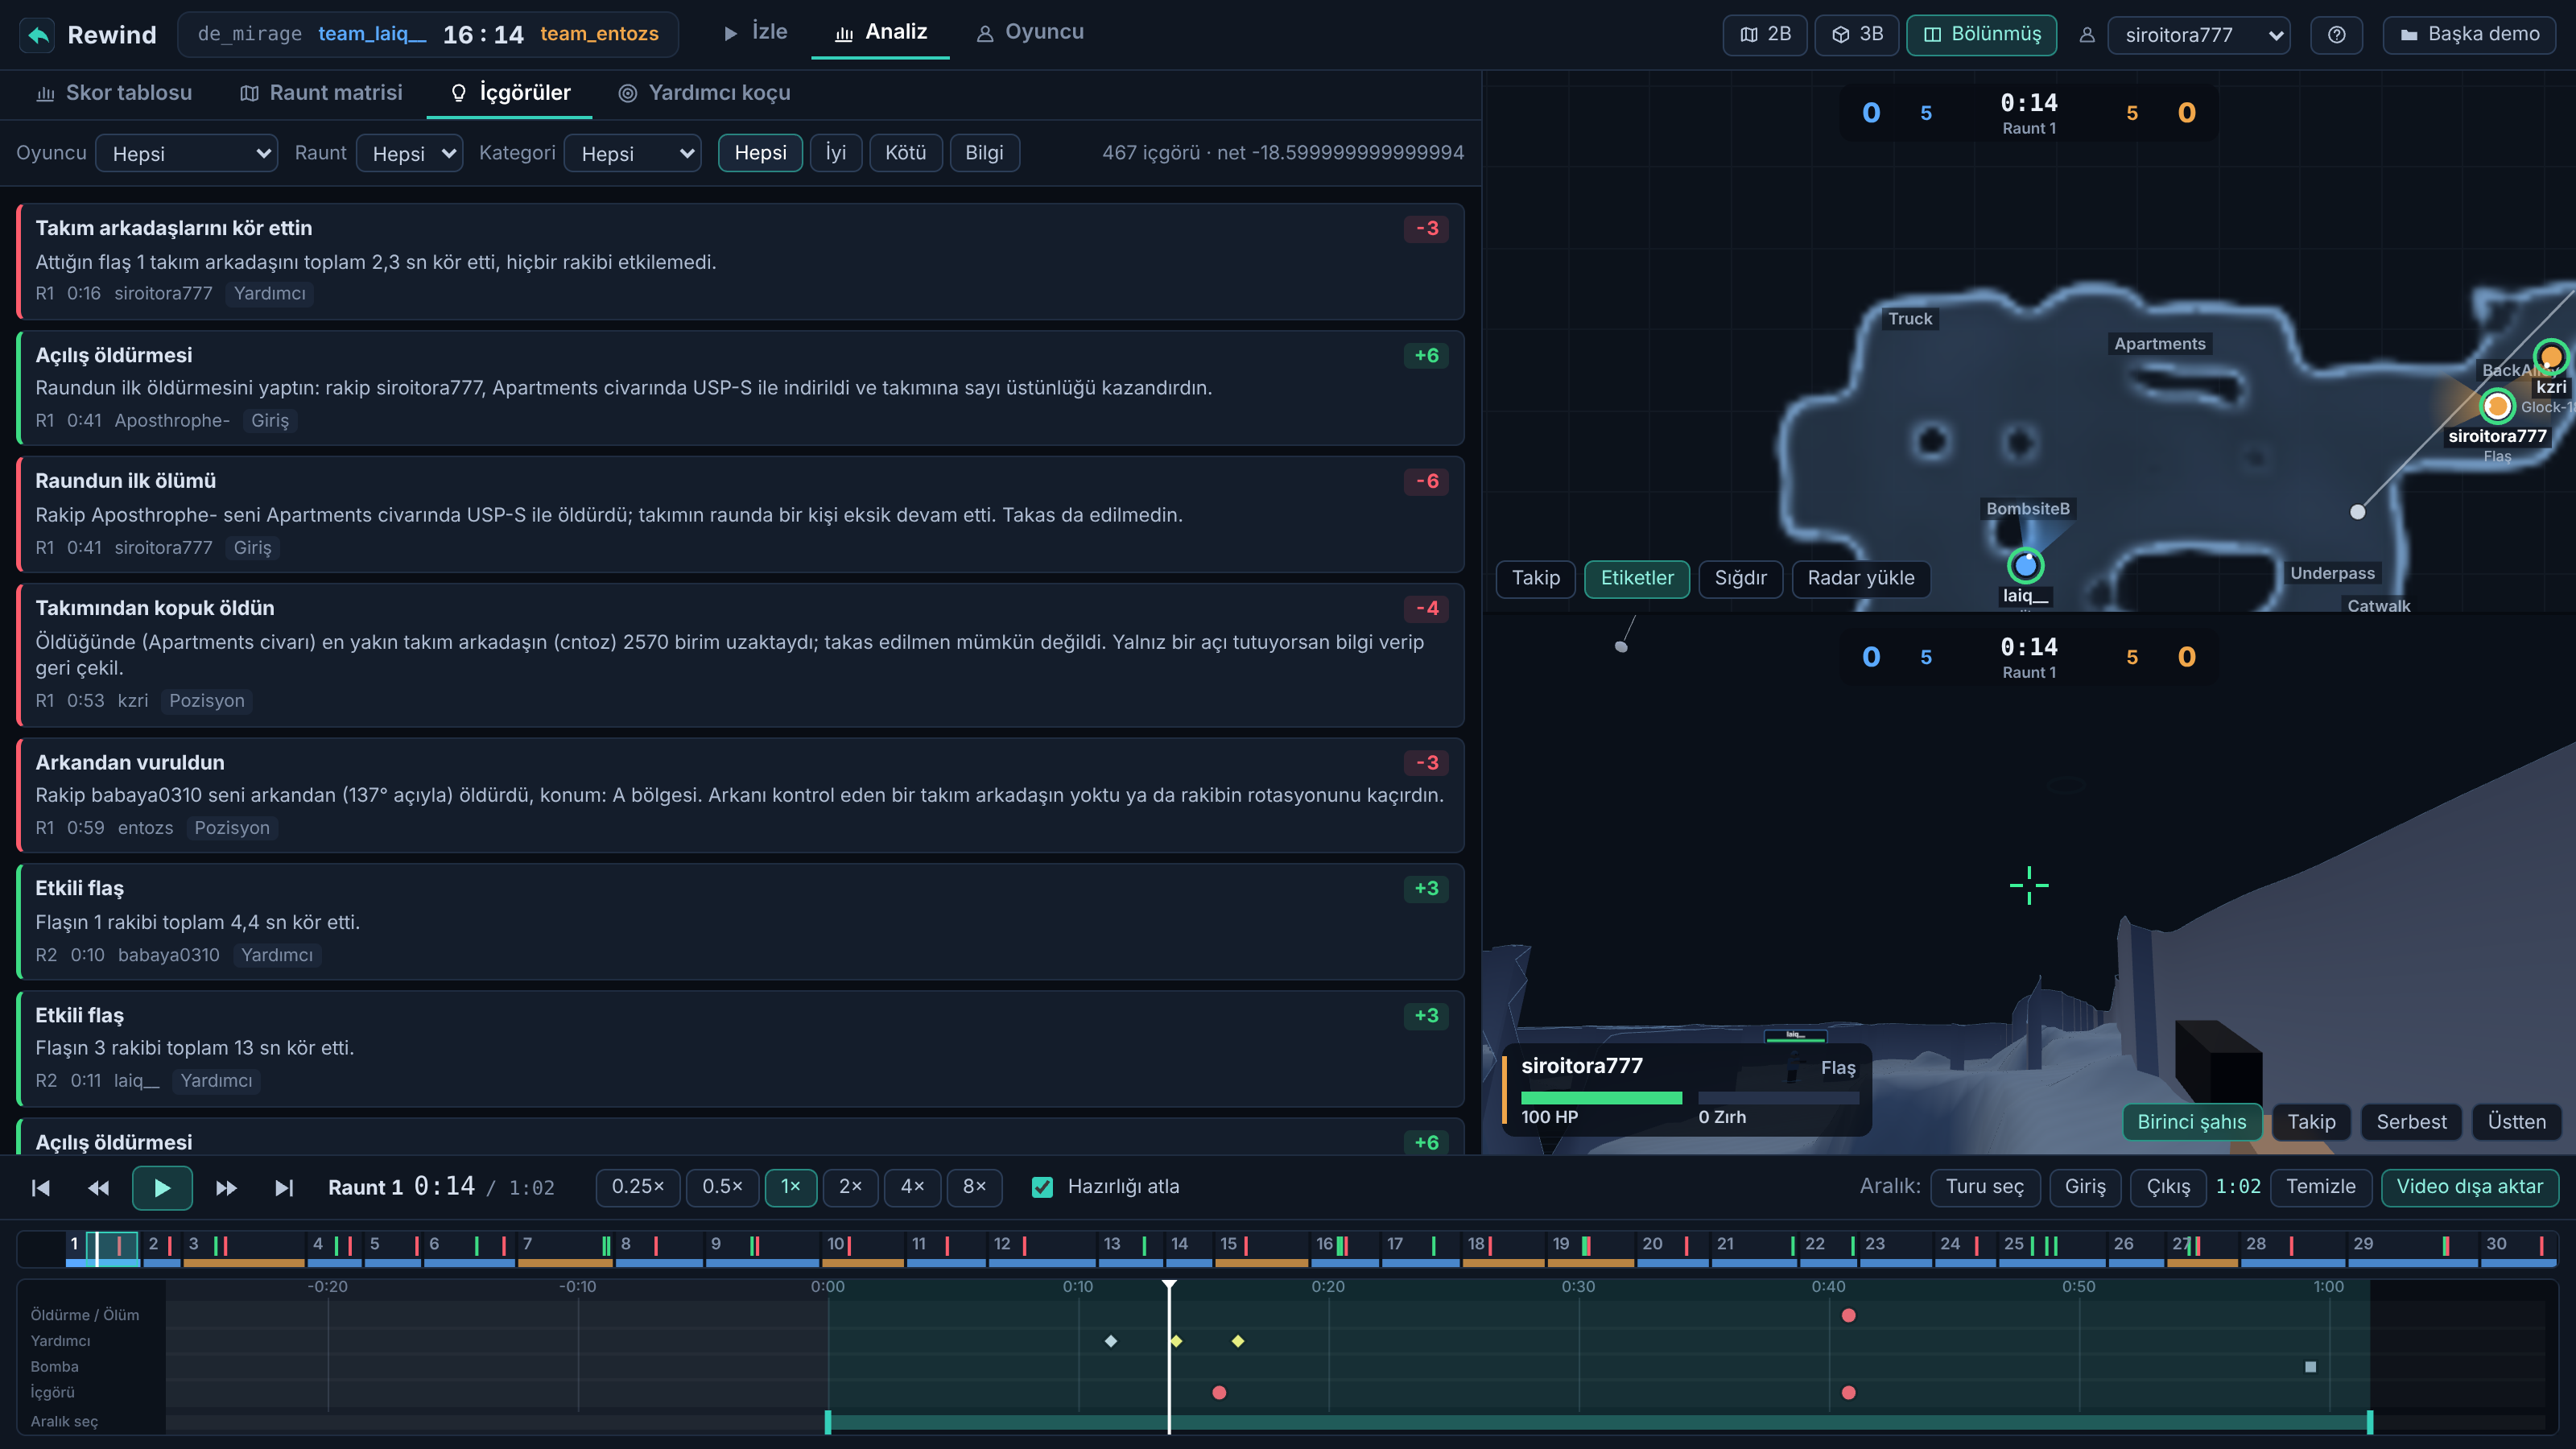 Rewind de_mirage team_laiq__ 16 : 14 team_entozs İzle Analiz Oyuncu 2B 3B Bölünmüş siroitora777 Başka demo
Skor tablosu Raunt matrisi İçgörüler Yardımcı koçu
Oyuncu Hepsi Raunt Hepsi Kategori Hepsi Hepsi İyi Kötü Bilgi 467 içgörü · net -18.599999999999994
Takım arkadaşlarını kör ettin -3
Attığın flaş 1 takım arkadaşını toplam 2,3 sn kör etti, hiçbir rakibi etkilemedi.
R1 0:16 siroitora777 Yardımcı
Açılış öldürmesi +6
Raundun ilk öldürmesini yaptın: rakip siroitora777, Apartments civarında USP-S ile indirildi ve takımına sayı üstünlüğü kazandırdın.
R1 0:41 Aposthrophe- Giriş
Raundun ilk ölümü -6
Rakip Aposthrophe- seni Apartments civarında USP-S ile öldürdü; takımın raunda bir kişi eksik devam etti. Takas da edilmedin.
R1 0:41 siroitora777 Giriş
Takımından kopuk öldün -4
Öldüğünde (Apartments civarı) en yakın takım arkadaşın (cntoz) 2570 birim uzaktaydı; takas edilmen mümkün değildi. Yalnız bir açı tutuyorsan bilgi verip
geri çekil.
R1 0:53 kzri Pozisyon
Arkandan vuruldun -3
Rakip babaya0310 seni arkandan (137° açıyla) öldürdü, konum: A bölgesi. Arkanı kontrol eden bir takım arkadaşın yoktu ya da rakibin rotasyonunu kaçırdın.
R1 0:59 entozs Pozisyon
Etkili flaş +3
Flaşın 1 rakibi toplam 4,4 sn kör etti.
R2 0:10 babaya0310 Yardımcı
Etkili flaş +3
Flaşın 3 rakibi toplam 13 sn kör etti.
R2 0:11 laiq__ Yardımcı
Açılış öldürmesi +6
0 5 0:14 5 0
Raunt 1
Truck
Apartments
kzri
Glock-1
siroitora777
Flaş
BombsiteB
laiq__
Underpass
Catwalk
Takip Etiketler Sığdır Radar yükle
0 5 0:14 5 0
Raunt 1
laiq__
siroitora777 Flaş
100 HP 0 Zırh
Birinci şahıs Takip Serbest Üstten
Raunt 1 0:14 / 1:02 0.25× 0.5× 1× 2× 4× 8× Hazırlığı atla Aralık: Turu seç Giriş Çıkış 1:02 Temizle Video dışa aktar
1 2 3 4 5 6 7 8 9 10 11 12 13 14 15 16 17 18 19 20 21 22 23 24 25 26 27 28 29 30
-0:20 -0:10 0:00 0:10 0:20 0:30 0:40 0:50 1:00
Öldürme / Ölüm
Yardımcı
Bomba
İçgörü
Aralık seç